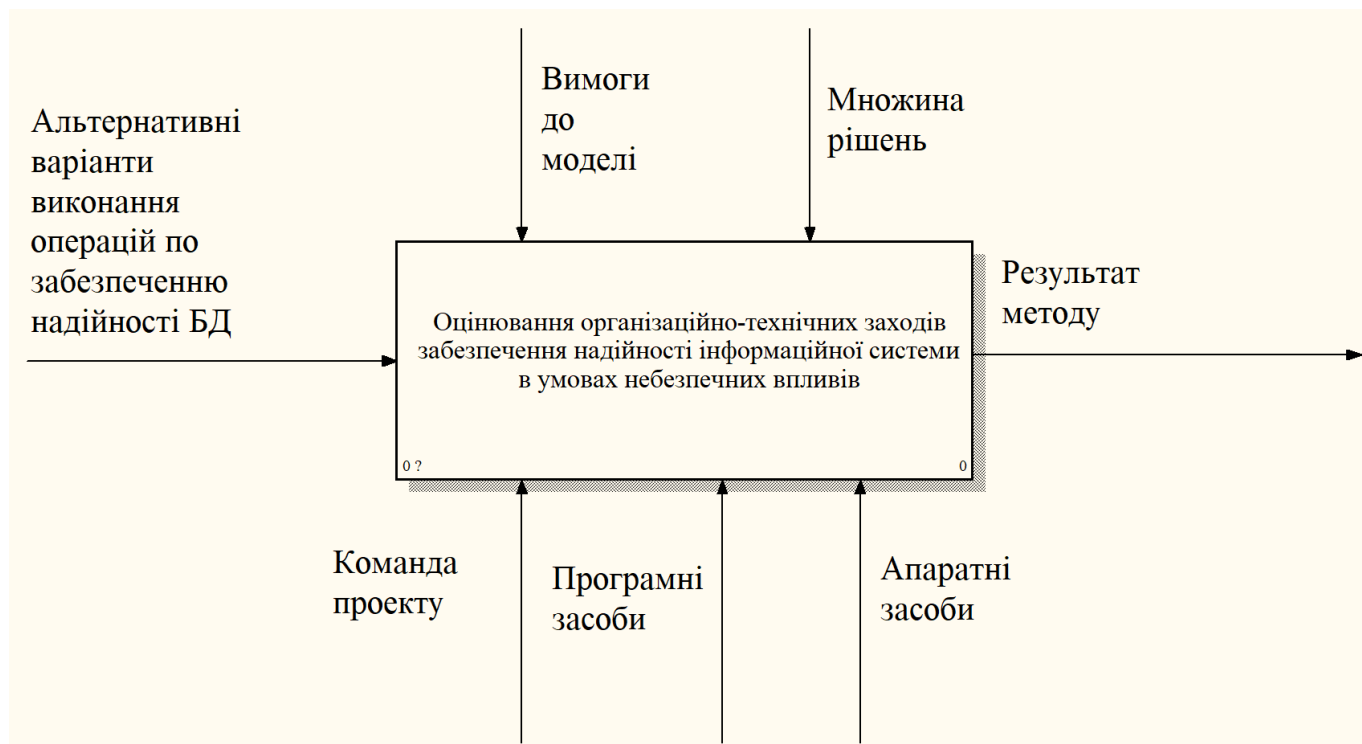 Вимоги
до
моделі
Множина
рішень
Альтернативні
варіанти
виконання
операцій по
забезпеченню
надійності БД
Результат
методу
Оцінювання організаційно-технічних заходів
забезпечення надійності інформаційної системи
в умовах небезпечних впливів
0 ?
0
Команда
проекту
Програмні
засоби
Апаратні
засоби